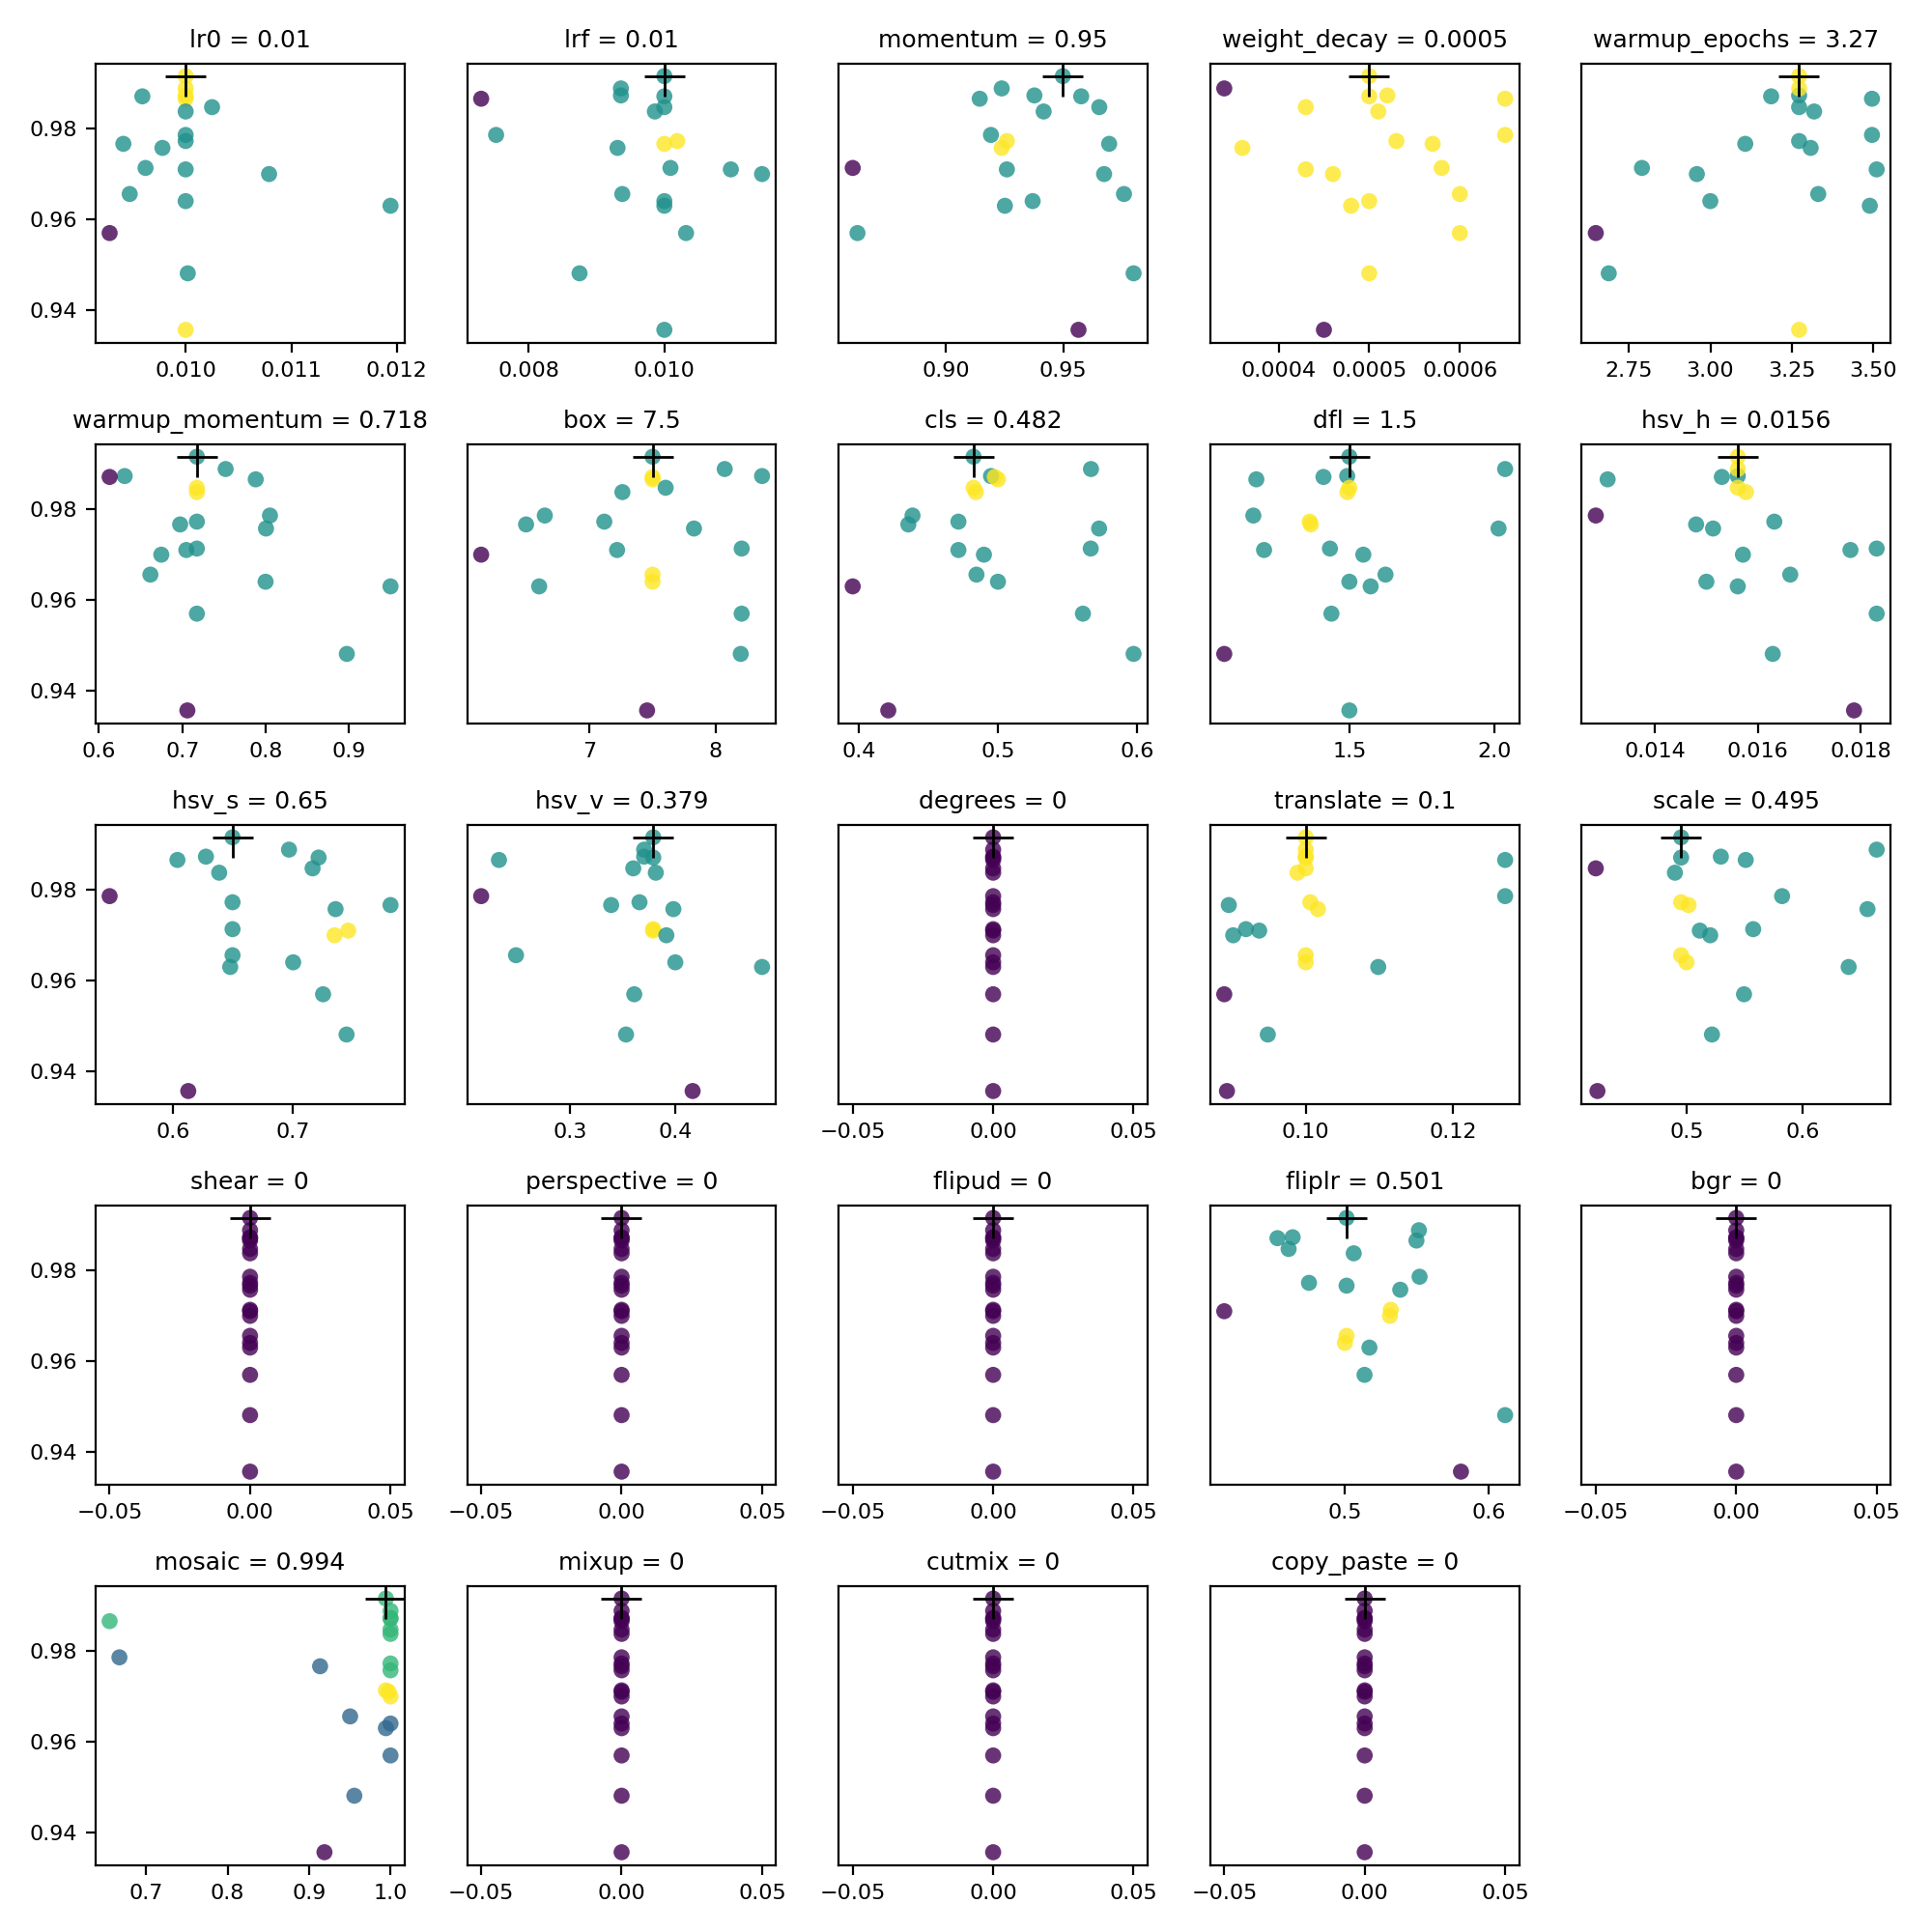 lr0 = 0.01 lrf = 0.01 momentum = 0.95 weight_decay = 0.0005 warmup_epochs = 3.27
0.98
0.96
0.94
0.010 0.011 0.012 0.008 0.010 0.90 0.95 0.0004 0.0005 0.0006 2.75 3.00 3.25 3.50
warmup_momentum = 0.718 box = 7.5 cls = 0.482 dfl = 1.5 hsv_h = 0.0156
0.98
0.96
0.94
0.6 0.7 0.8 0.9 7 8 0.4 0.5 0.6 1.5 2.0 0.014 0.016 0.018
hsv_s = 0.65 hsv_v = 0.379 degrees = 0 translate = 0.1 scale = 0.495
0.98
0.96
0.94
0.6 0.7 0.3 0.4 −0.05 0.00 0.05 0.10 0.12 0.5 0.6
shear = 0 perspective = 0 flipud = 0 fliplr = 0.501 bgr = 0
0.98
0.96
0.94
−0.05 0.00 0.05 −0.05 0.00 0.05 −0.05 0.00 0.05 0.5 0.6 −0.05 0.00 0.05
mosaic = 0.994 mixup = 0 cutmix = 0 copy_paste = 0
0.98
0.96
0.94
0.7 0.8 0.9 1.0 −0.05 0.00 0.05 −0.05 0.00 0.05 −0.05 0.00 0.05